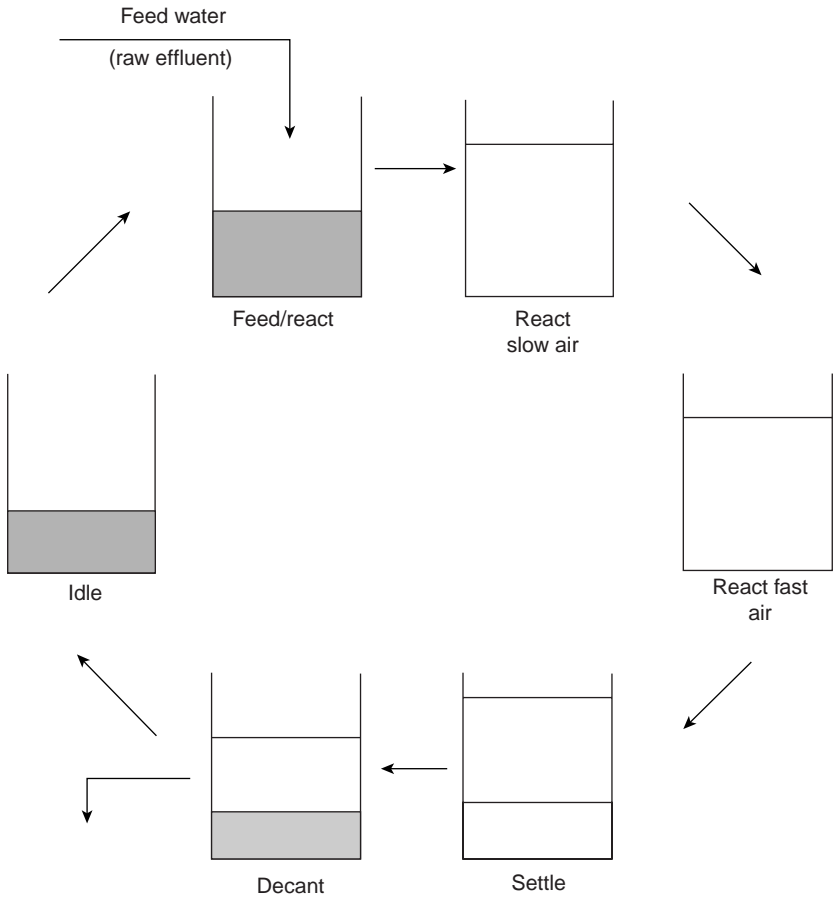 Feed water
(raw effluent)
Feed/react
React
slow air
React fast
air
Idle
Decant
Settle